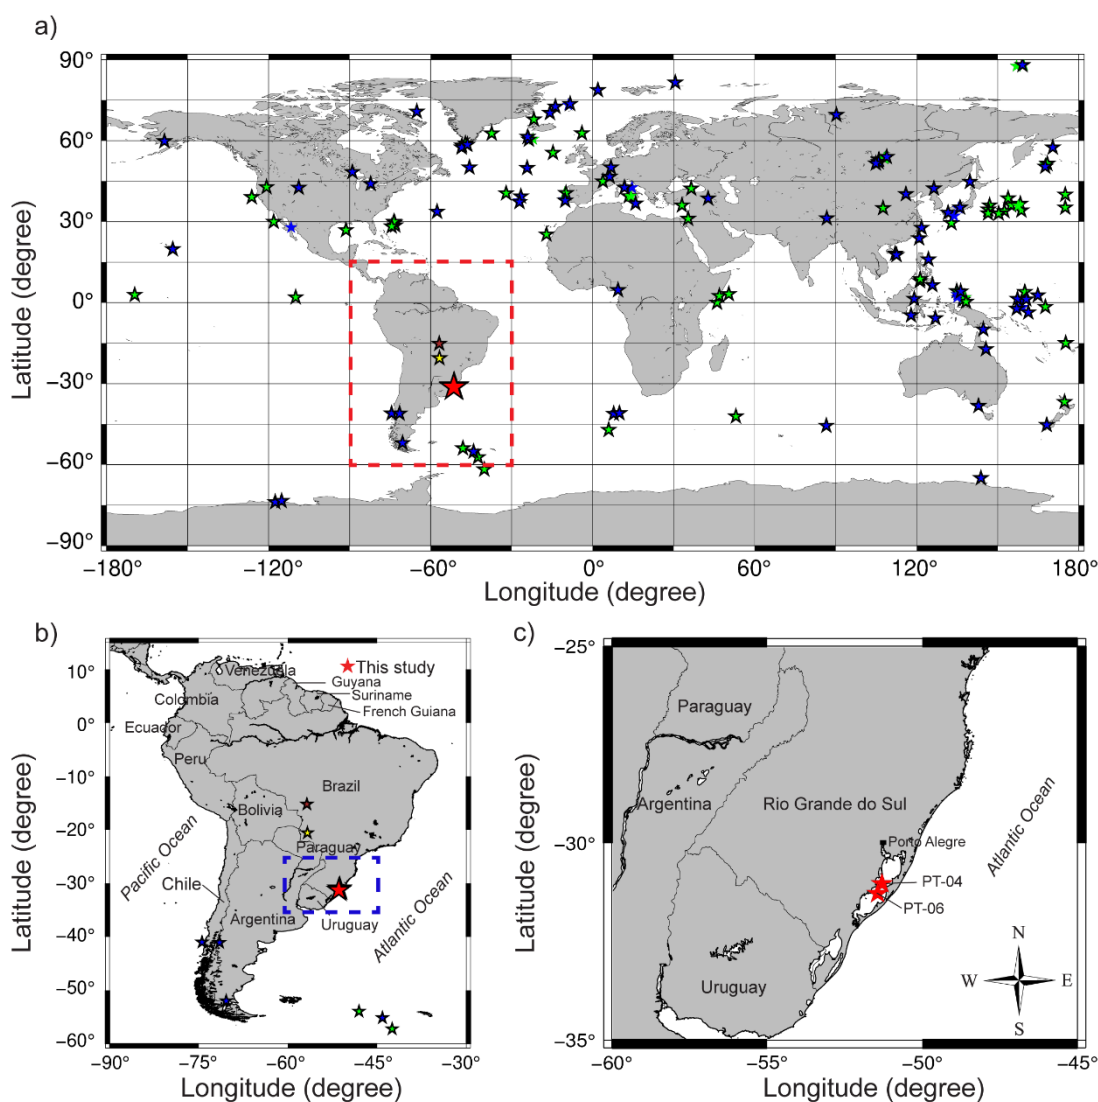 a)
90°
60°
30°
0°
−30°
−60°
−90°
Latitude (degree)
−180° −120° −60° 0° 60° 120° 180°
Longitude (degree)
b)
10°
0°
−10°
−20°
−30°
−40°
−50°
−60°
Latitude (degree)
This study
Venezuela
Guyana
Suriname
French Guiana
Colombia
Ecuador
Peru
Brazil
Bolivia
Paraguay
Pacific Ocean
Chile
Argentina
Uruguay
Atlantic Ocean
−90° −75° −60° −45° −30°
Longitude (degree)
c)
−25°
−30°
−35°
Latitude (degree)
Paraguay
Argentina
Rio Grande do Sul
Atlantic Ocean
Porto Alegre
PT-04
PT-06
Uruguay
N
W E
S
−60° −55° −50° −45°
Longitude (degree)